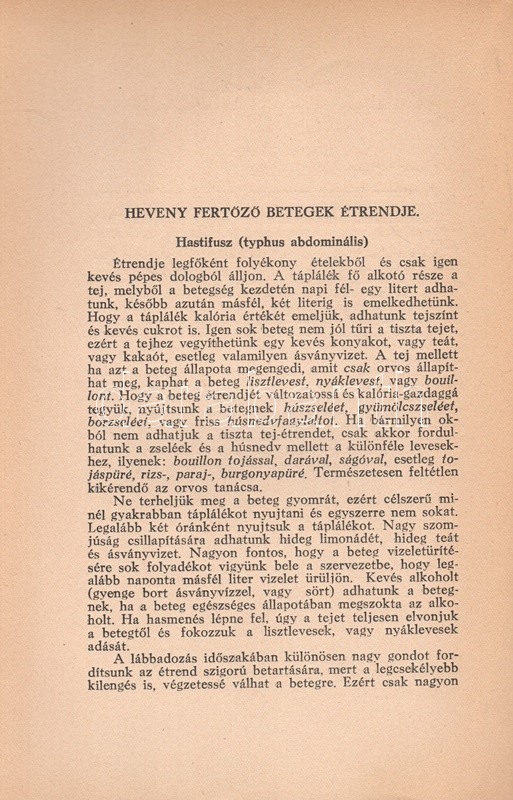 HEVENY FERTŐZŐ BETEGEK ÉTRENDJE.
Hastifusz (typhus abdominális)
Étrendje legfőként folyékony ételekből és csak igen
kevés pépes dologból álljon. A táplálék fő alkotó része a
tej, melyből a betegség kezdetén napi fél- egy litert adha-
tunk, később azután másfél, két literig is emelkedhetünk.
Hogy a táplálék kalória értékét emeljük, adhatunk tejszínt
és kevés cukrot is. Igen sok beteg nem jól tűri a tiszta tejet,
ezért a tejhez vegyíthetünk egy kevés konyakot, vagy teát,
vagy kakaót, esetleg valamilyen ásványvizet. A tej mellett
ha azt a beteg állapota megengedi, amit csak orvos állapít-
hat meg, kaphat a beteg lisztlevest, nyáklevest, vagy bouil-
lont. Hogy a beteg étrendjét változatossá és kalória-gazdaggá
tegyük, nyújtsunk a betegnek húszselét, gyümölcszselét,
borzselét, vagy friss húsnedvfagylaltot. Ha bármilyen ok-
ból nem adhatjuk a tiszta tej-étrendet, csak akkor fordul-
hatunk a zselék és a húsnedv mellett a különféle levesek-
hez, ilyenek: bouillon tojással, darával, ságóval, esetleg to-
jáspüré, rizs-, paraj-, burgonyapüré. Természetesen feltétlen
kikérendő az orvos tanácsa.
Ne terheljük meg a beteg gyomrát, ezért célszerű mi-
nél gyakrabban táplálékot nyujtani és egyszerre nem sokat.
Legalább két óránként nyujtsuk a táplálékot. Nagy szom-
júság csillapítására adhatunk hideg limonádét, hideg teát
és ásványvizet. Nagyon fontos, hogy a beteg vizeletürítésé-
sére sok folyadékot vigyünk bele a szervezetbe, hogy leg-
alább naponta másfél liter vizelet ürüljön. Kevés alkoholt
(gyenge bort ásványvízzel, vagy sört) adhatunk a beteg-
nek, ha a beteg egészséges állapotában megszokta az alko-
holt. Ha hasmenés lépne fel, úgy a tejet teljesen elvonjuk
a betegtől és fokozzuk a lisztlevesek, vagy nyáklevesek
adását.
A lábbadozás időszakában különösen nagy gondot for-
dítsunk az étrend szigorú betartására, mert a legcsekélyebb
kilengés is, végzetessé válhat a betegre. Ezért csak nagyon